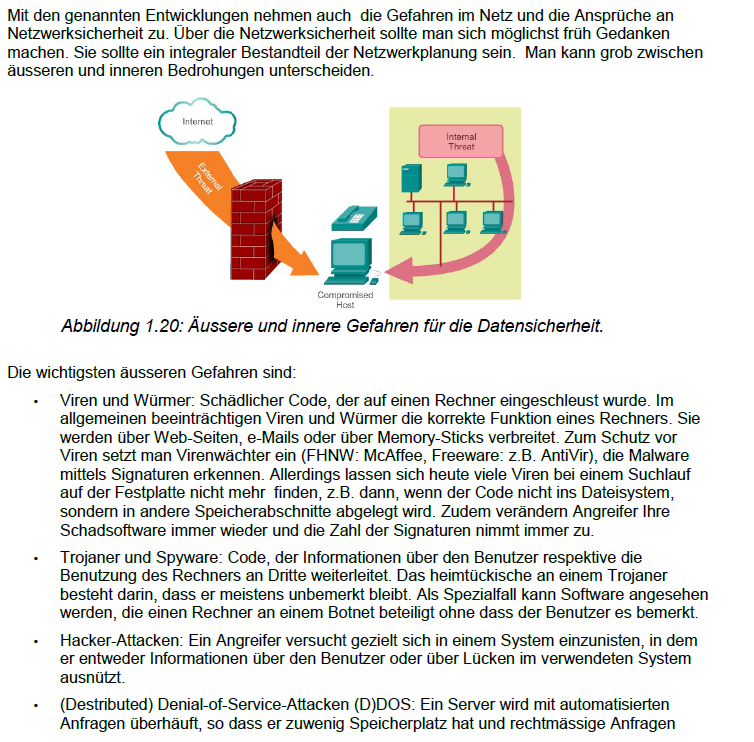 Mit den genannten Entwicklungen nehmen auch die Gefahren im Netz und die Ansprüche an
Netzwerksicherheit zu. Über die Netzwerksicherheit sollte man sich möglichst früh Gedanken
machen. Sie sollte ein integraler Bestandteil der Netzwerkplanung sein. Man kann grob zwischen
äusseren und inneren Bedrohungen unterscheiden.
Internet
External
Threat
Internal
Threat
Compromised
Host
Abbildung 1.20: Äussere und innere Gefahren für die Datensicherheit.
Die wichtigsten äusseren Gefahren sind:
• Viren und Würmer: Schädlicher Code, der auf einen Rechner eingeschleust wurde. Im
allgemeinen beeinträchtigen Viren und Würmer die korrekte Funktion eines Rechners. Sie
werden über Web-Seiten, e-Mails oder über Memory-Sticks verbreitet. Zum Schutz vor
Viren setzt man Virenwächter ein (FHNW: McAffee, Freeware: z.B. AntiVir), die Malware
mittels Signaturen erkennen. Allerdings lassen sich heute viele Viren bei einem Suchlauf
auf der Festplatte nicht mehr finden, z.B. dann, wenn der Code nicht ins Dateisystem,
sondern in andere Speicherabschnitte abgelegt wird. Zudem verändern Angreifer Ihre
Schadsoftware immer wieder und die Zahl der Signaturen nimmt immer zu.
• Trojaner und Spyware: Code, der Informationen über den Benutzer respektive die
Benutzung des Rechners an Dritte weiterleitet. Das heimtückische an einem Trojaner
besteht darin, dass er meistens unbemerkt bleibt. Als Spezialfall kann Software angesehen
werden, die einen Rechner an einem Botnet beteiligt ohne dass der Benutzer es bemerkt.
• Hacker-Attacken: Ein Angreifer versucht gezielt sich in einem System einzunisten, in dem
er entweder Informationen über den Benutzer oder über Lücken im verwendeten System
ausnützt.
• (Destributed) Denial-of-Service-Attacken (D)DOS: Ein Server wird mit automatisierten
Anfragen überhäuft, so dass er zuwenig Speicherplatz hat und rechtmässige Anfragen